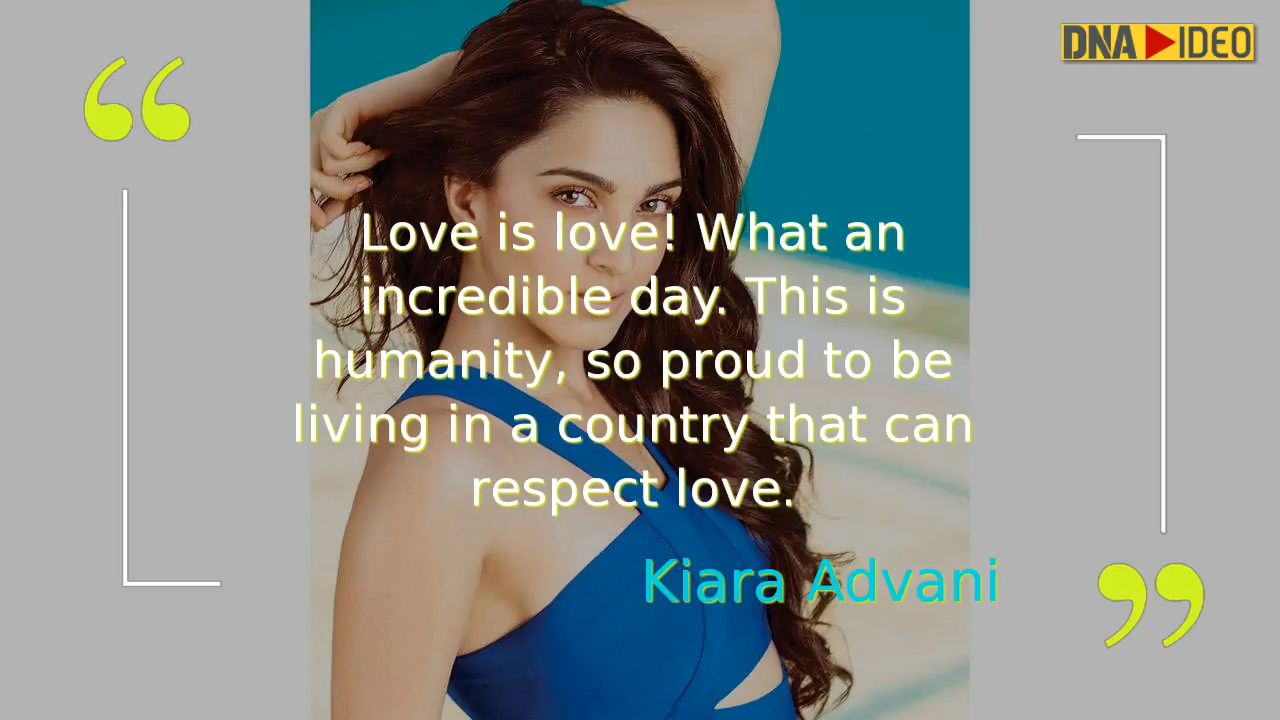 DNA VIDEO
Love is love! What an
incredible day. This is
humanity, so proud to be
living in a country that can
respect love.
Kiara Advani